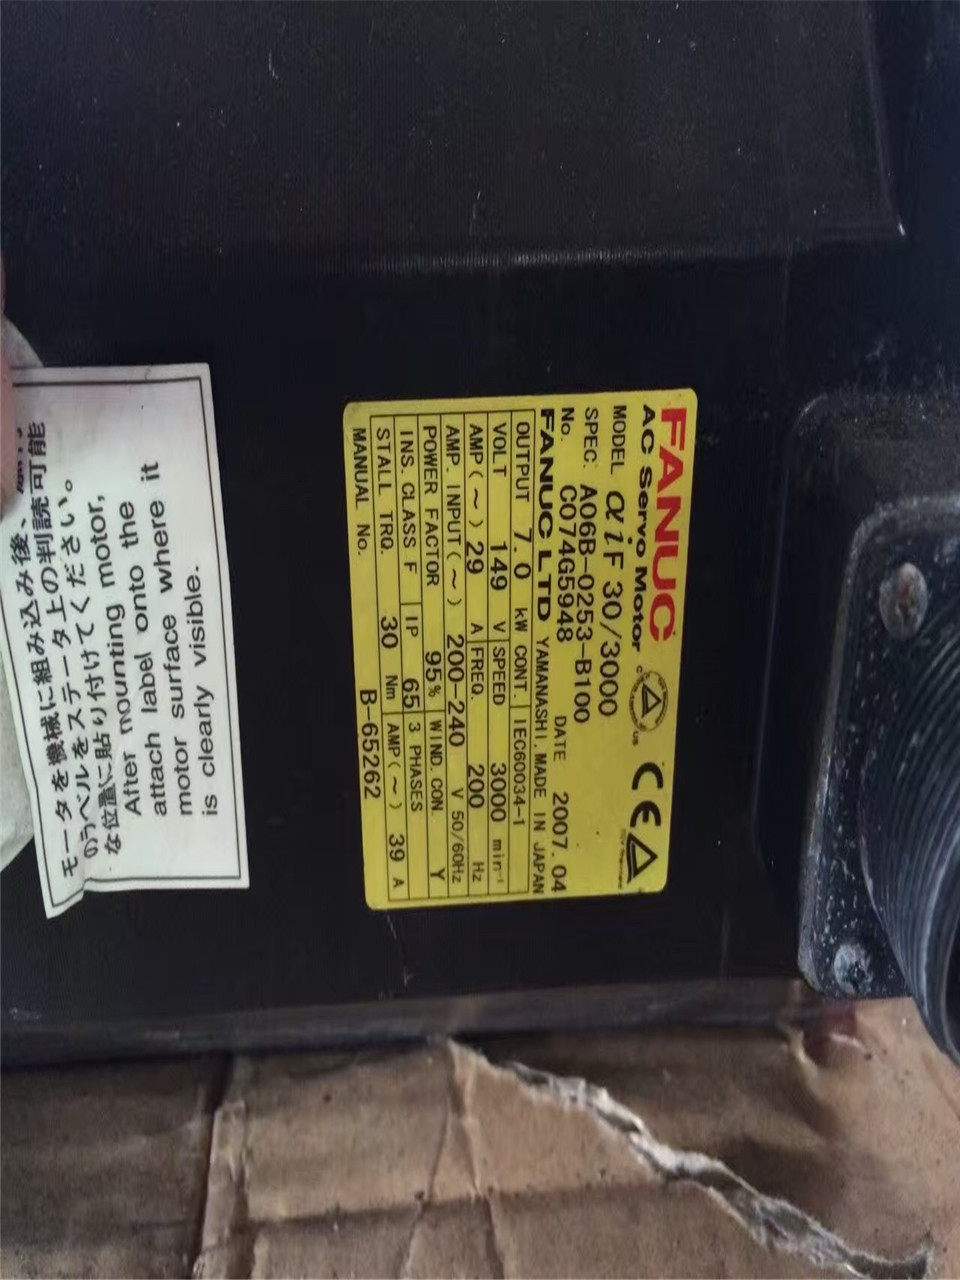 FANUC
AC Servo Motor
MODEL αiF 30/3000
SPEC. A06B-0253-B100
No. C074G5948 DATE 2007.04
FANUC LTD YAMANASHI, MADE IN JAPAN
OUTPUT 7.0 kW CONT. IEC60034-1
VOLT 149 V SPEED 3000 min⁻¹
AMP(~) 29 A FREQ. 200 Hz
AMP. INPUT(~) 200-240 V 50/60Hz
POWER FACTOR 95% WIND. CON. Y
INS. CLASS F IP 65 3 PHASES
STALL TRQ. 30 Nm AMP(~) 39 A
MANUAL No. B-65262
C US
CE
モータを機械に組み込み後、
のラベルをステータ上の判読可能
な位置に貼り付けてください。
After mounting motor,
attach label onto the
motor surface where it
is clearly visible.